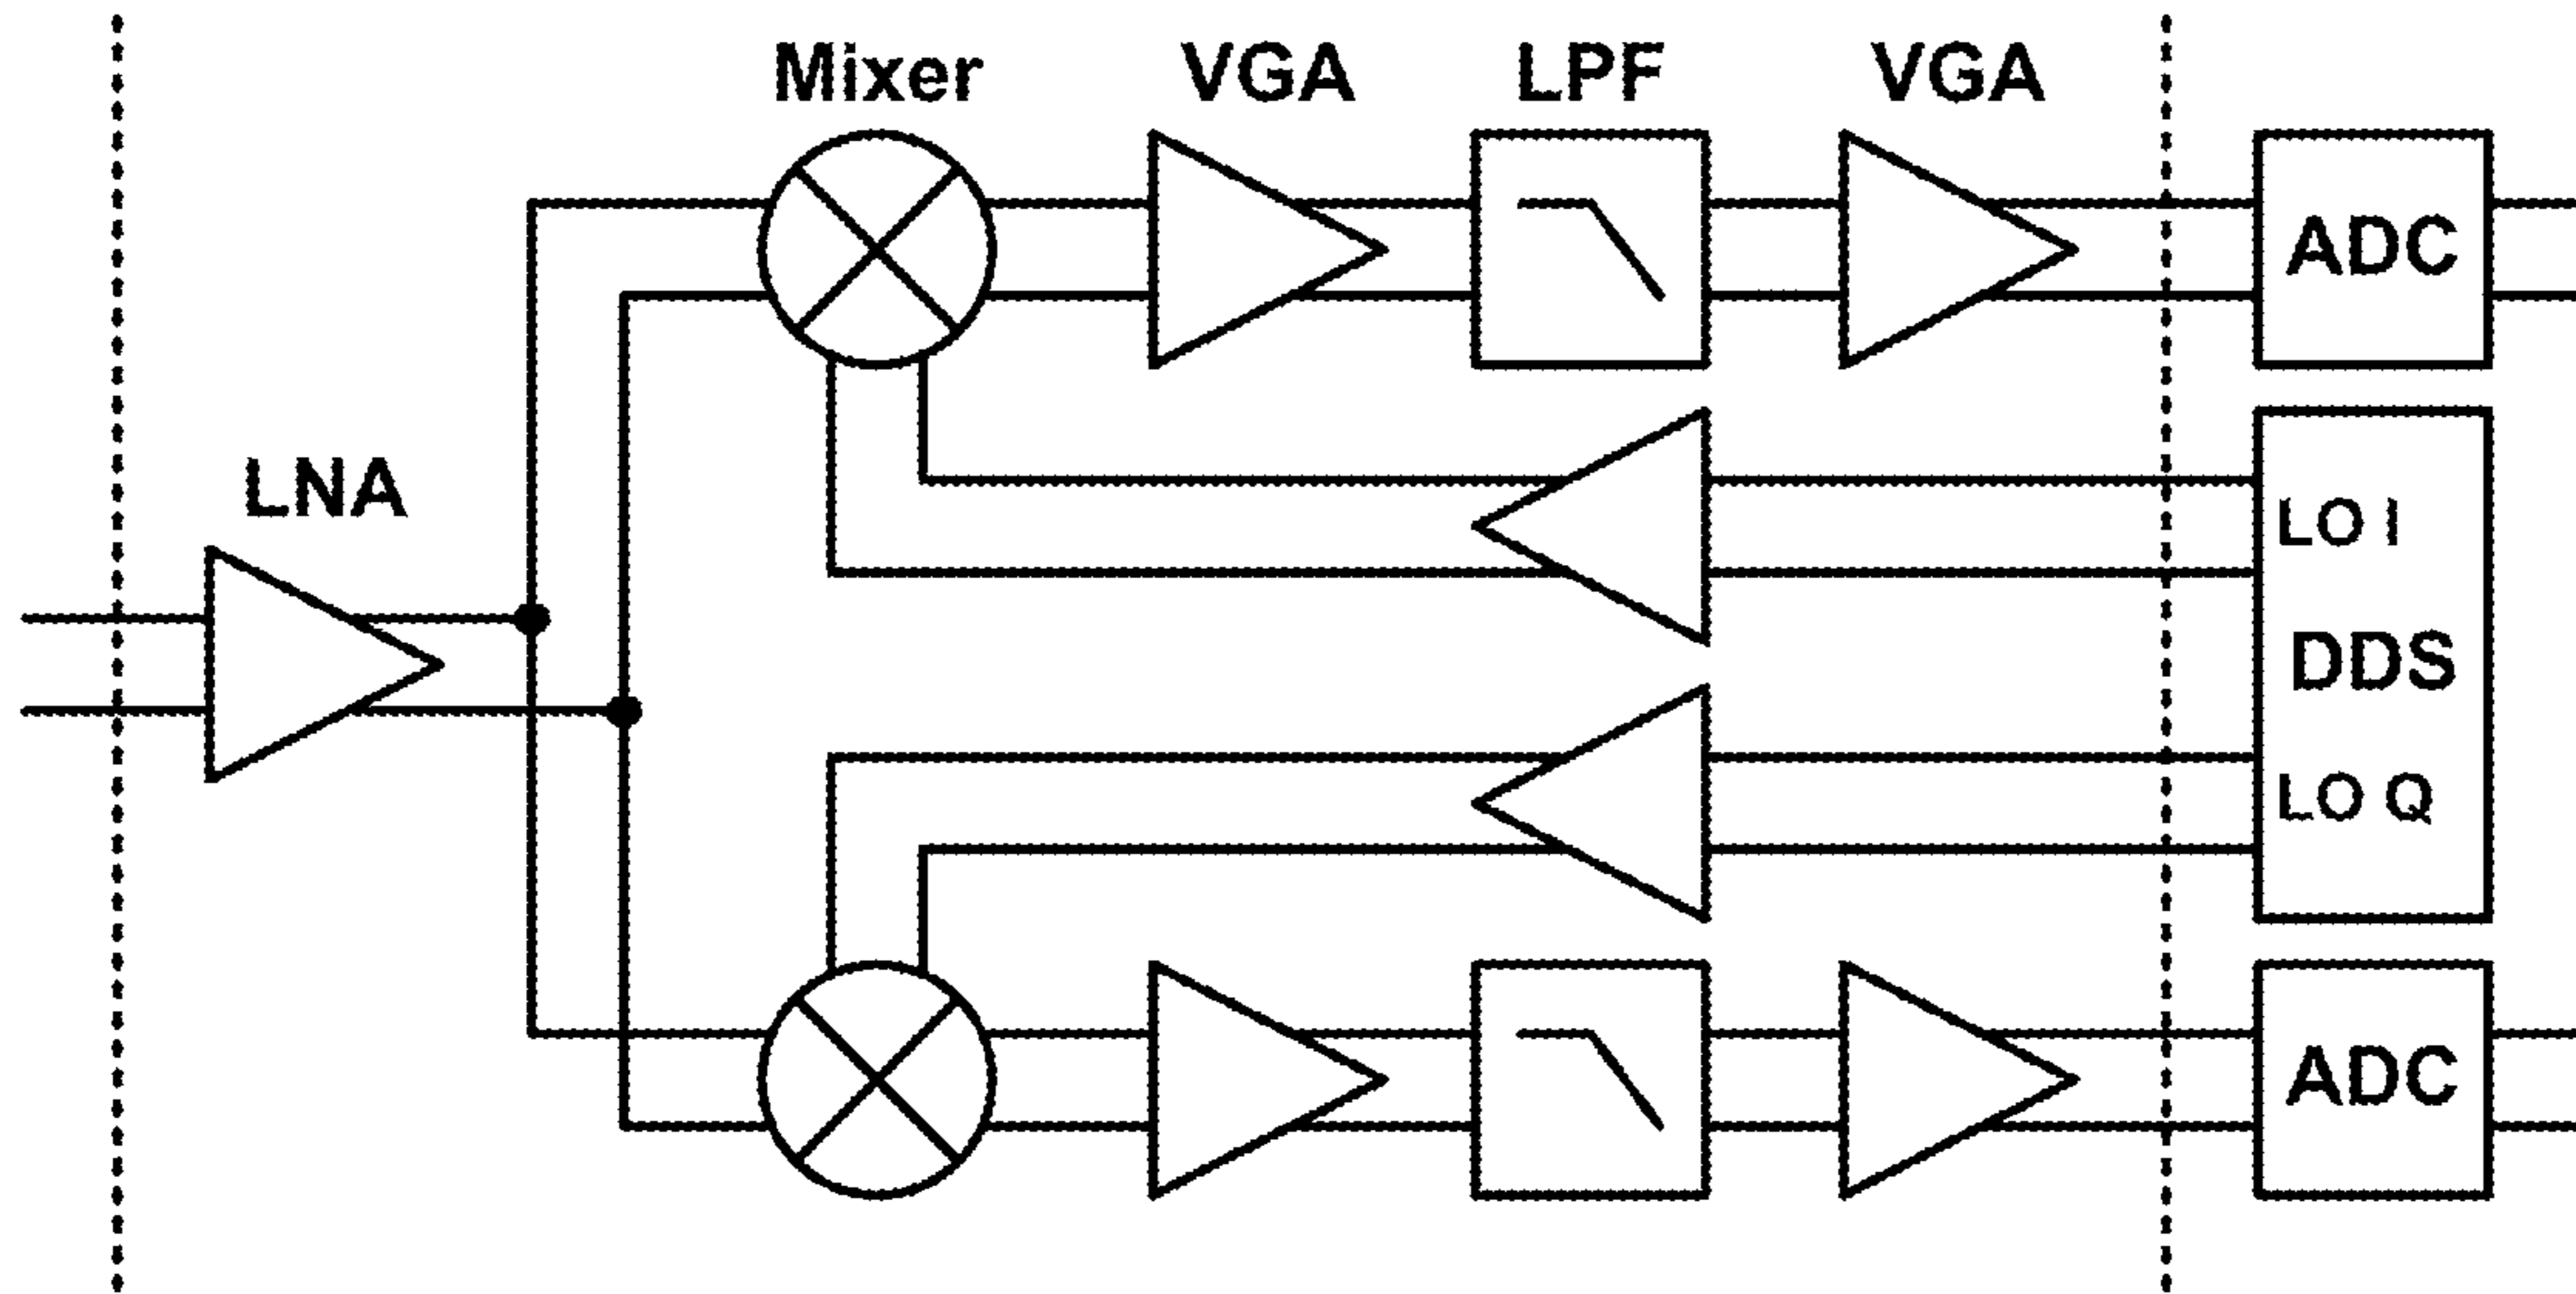 Mixer VGA LPF VGA
ADC
LNA
LO I
DDS
LO Q
ADC